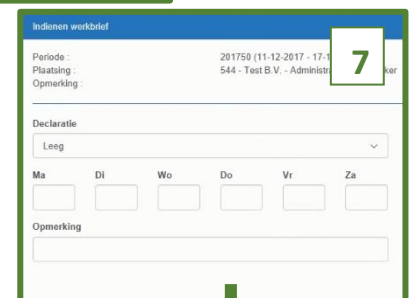 Indienen werkbrief
7
Periode : 201750 (11-12-2017 - 17-1
Plaatsing : 544 - Test B.V. - Administra ker
Opmerking :
Declaratie
Leeg
Ma Di Wo Do Vr Za
Opmerking